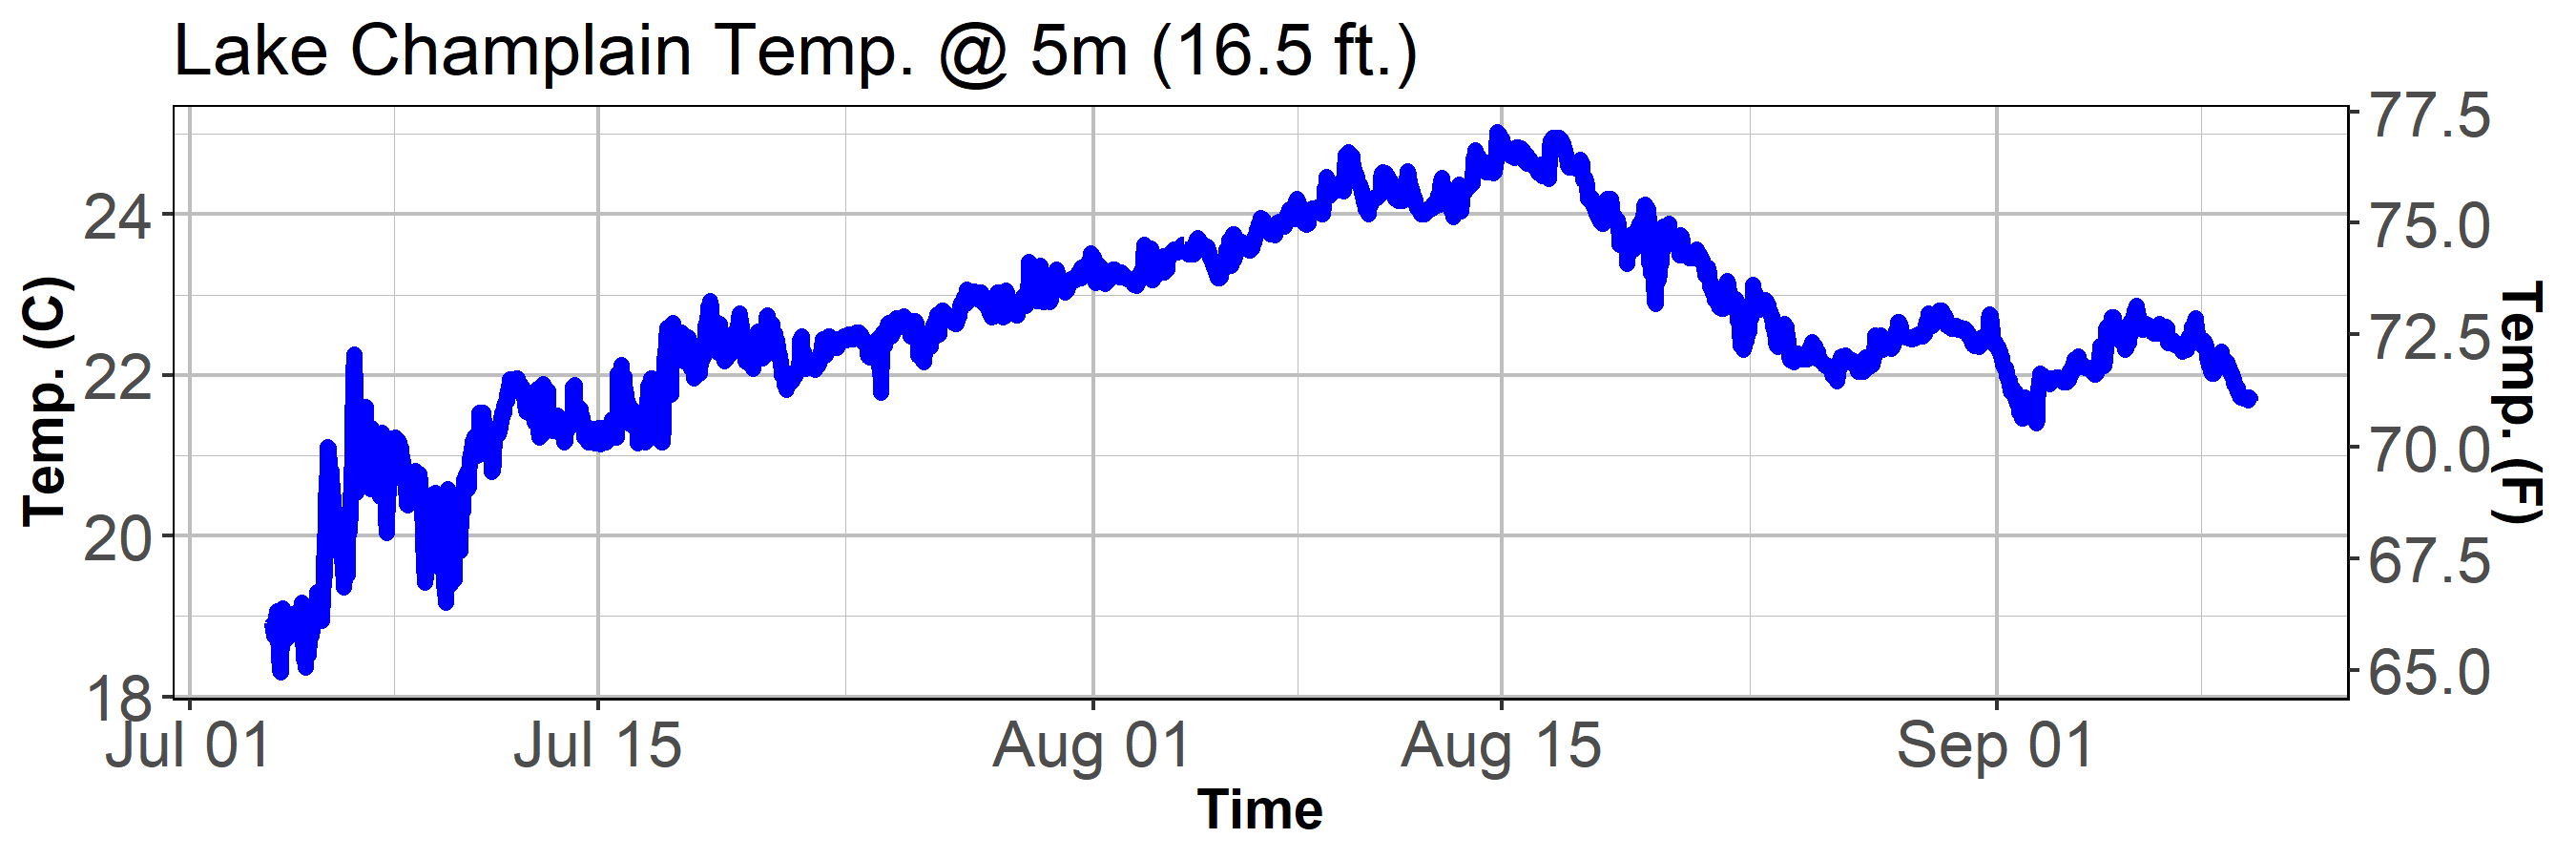 Lake Champlain Temp. @ 5m (16.5 ft.)
77.5
24
75.0
22
72.5
70.0
20
67.5
18
65.0
Temp. (C)
Temp. (F)
Jul 01 Jul 15 Aug 01 Aug 15 Sep 01
Time